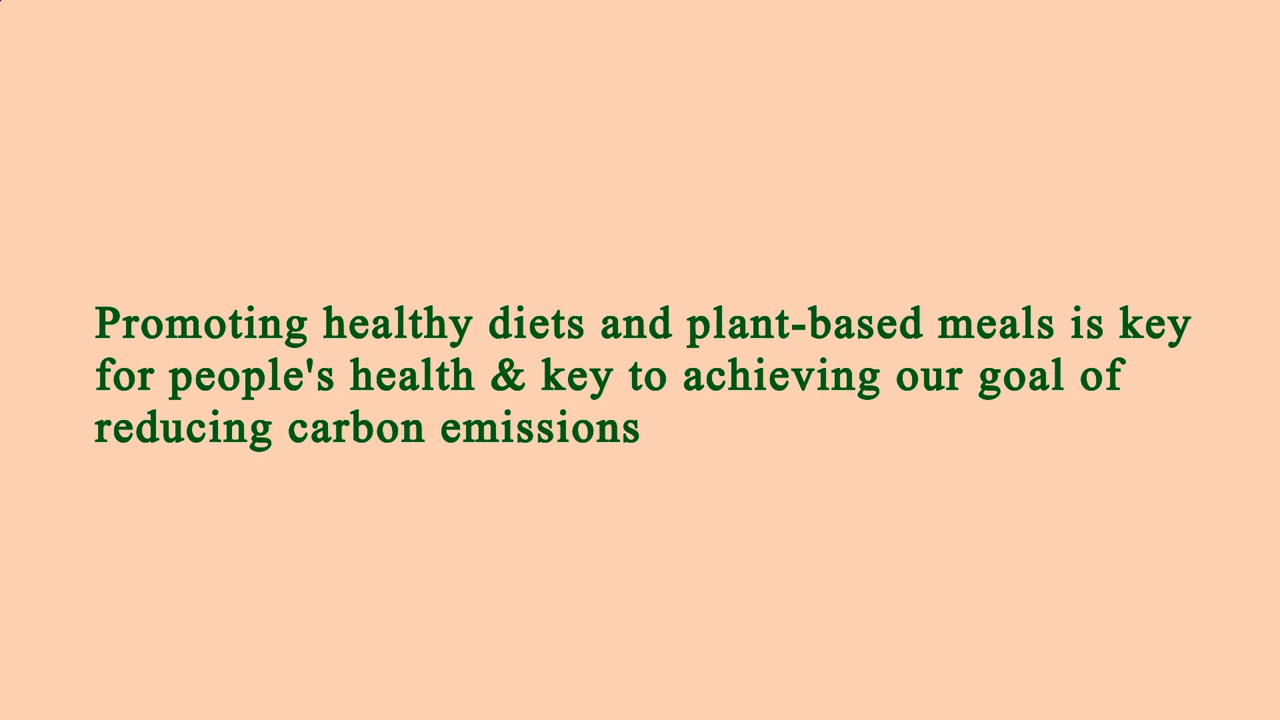 Promoting healthy diets and plant-based meals is key
for people's health & key to achieving our goal of
reducing carbon emissions